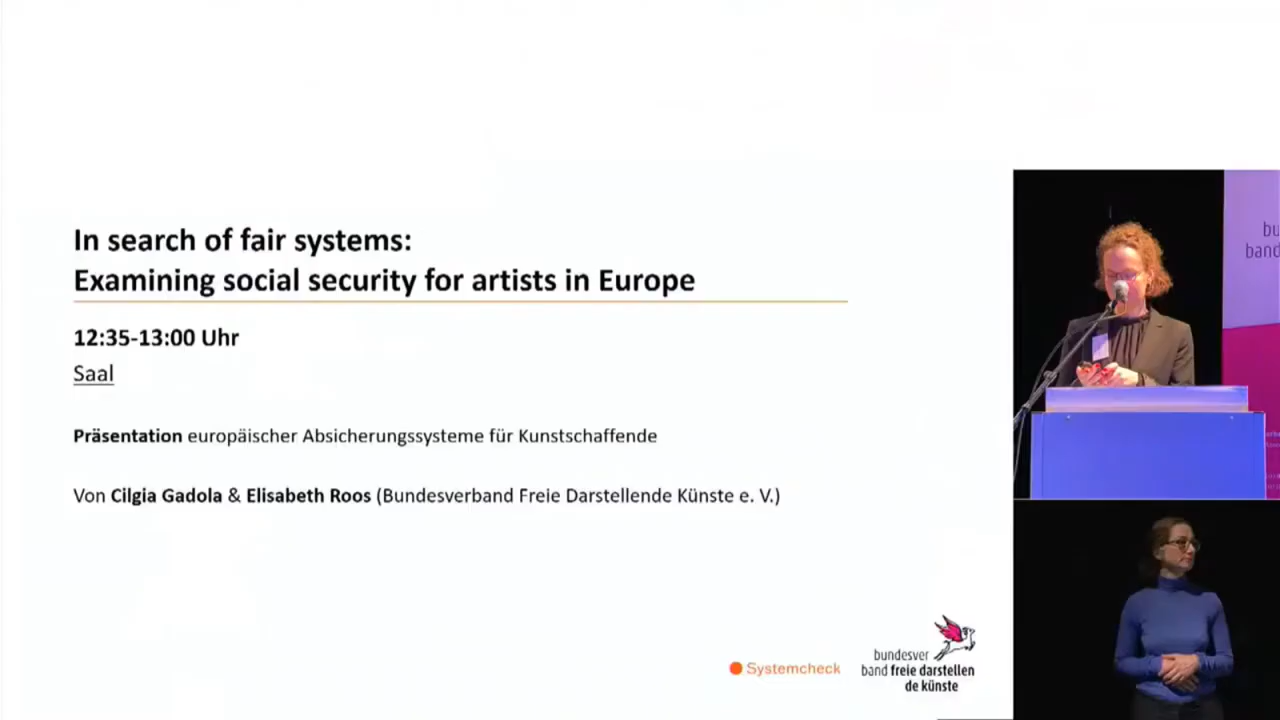 In search of fair systems:
Examining social security for artists in Europe
12:35-13:00 Uhr
Saal
Präsentation europäischer Absicherungssysteme für Kunstschaffende
Von Cilgia Gadola & Elisabeth Roos (Bundesverband Freie Darstellende Künste e. V.)
Systemcheck
bundesver
band freie darstellen
de künste
bu
band